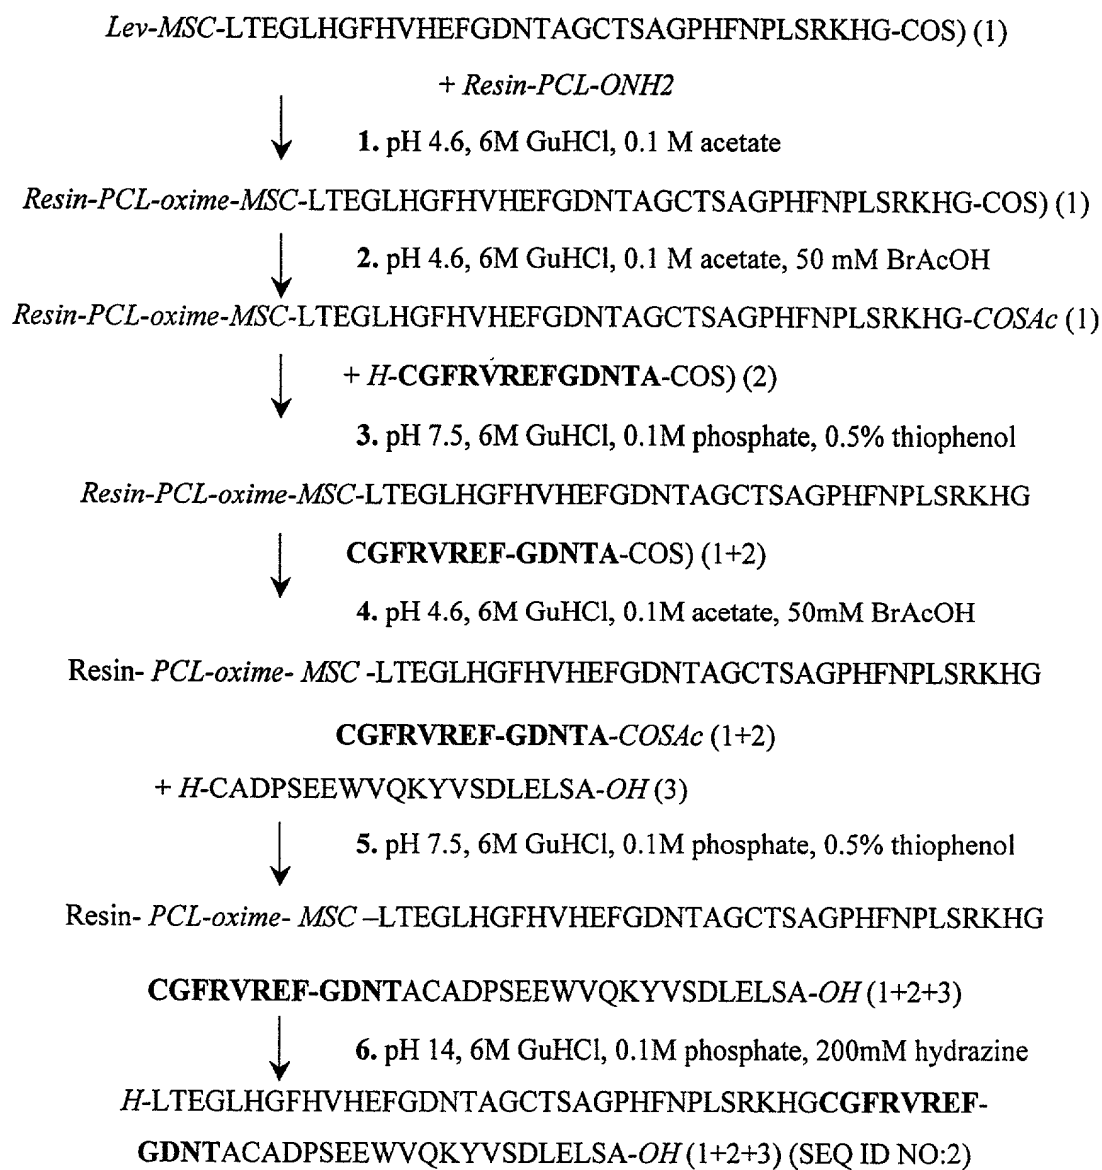 Lev-MSC-LTEGLHGFHVHEFGDNTAGCTSAGPHFNPLSRKHG-COS) (1)
+ Resin-PCL-ONH2
1. pH 4.6, 6M GuHCl, 0.1 M acetate
Resin-PCL-oxime-MSC-LTEGLHGFHVHEFGDNTAGCTSAGPHFNPLSRKHG-COS) (1)
2. pH 4.6, 6M GuHCl, 0.1 M acetate, 50 mM BrAcOH
Resin-PCL-oxime-MSC-LTEGLHGFHVHEFGDNTAGCTSAGPHFNPLSRKHG-COSAc (1)
+ H-CGFRVREFGDNTA-COS) (2)
3. pH 7.5, 6M GuHCl, 0.1M phosphate, 0.5% thiophenol
Resin-PCL-oxime-MSC-LTEGLHGFHVHEFGDNTAGCTSAGPHFNPLSRKHG
CGFRVREF-GDNTA-COS) (1+2)
4. pH 4.6, 6M GuHCl, 0.1M acetate, 50mM BrAcOH
Resin- PCL-oxime- MSC -LTEGLHGFHVHEFGDNTAGCTSAGPHFNPLSRKHG
CGFRVREF-GDNTA-COSAc (1+2)
+ H-CADPSEEWVQKYVSDLELSA-OH (3)
5. pH 7.5, 6M GuHCl, 0.1M phosphate, 0.5% thiophenol
Resin- PCL-oxime- MSC –LTEGLHGFHVHEFGDNTAGCTSAGPHFNPLSRKHG
CGFRVREF-GDNTACADPSEEWVQKYVSDLELSA-OH (1+2+3)
6. pH 14, 6M GuHCl, 0.1M phosphate, 200mM hydrazine
H-LTEGLHGFHVHEFGDNTAGCTSAGPHFNPLSRKHGCGFRVREF-
GDNTACADPSEEWVQKYVSDLELSA-OH (1+2+3) (SEQ ID NO:2)